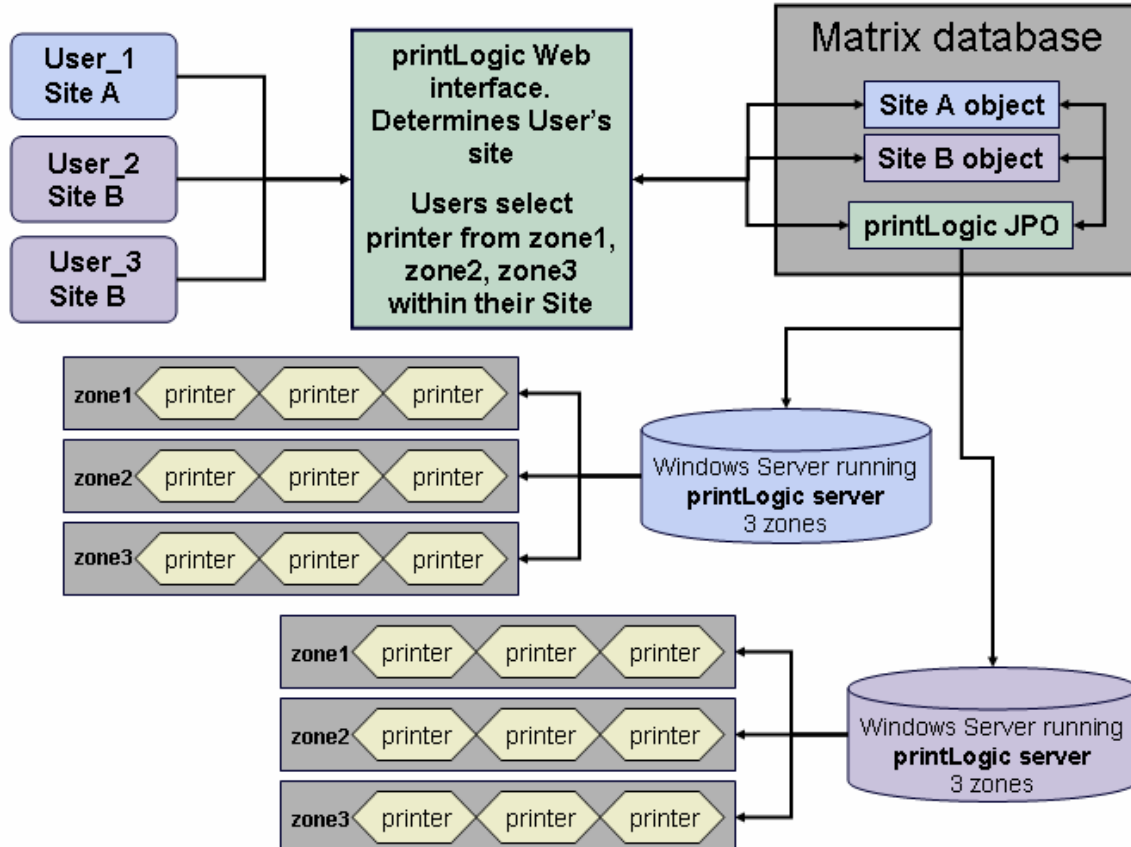 User_1
Site A
User_2
Site B
User_3
Site B
printLogic Web
interface.
Determines User's
site
Users select
printer from zone1,
zone2, zone3
within their Site
Matrix database
Site A object
Site B object
printLogic JPO
zone1 printer printer printer
zone2 printer printer printer
zone3 printer printer printer
Windows Server running
printLogic server
3 zones
zone1 printer printer printer
zone2 printer printer printer
zone3 printer printer printer
Windows Server running
printLogic server
3 zones